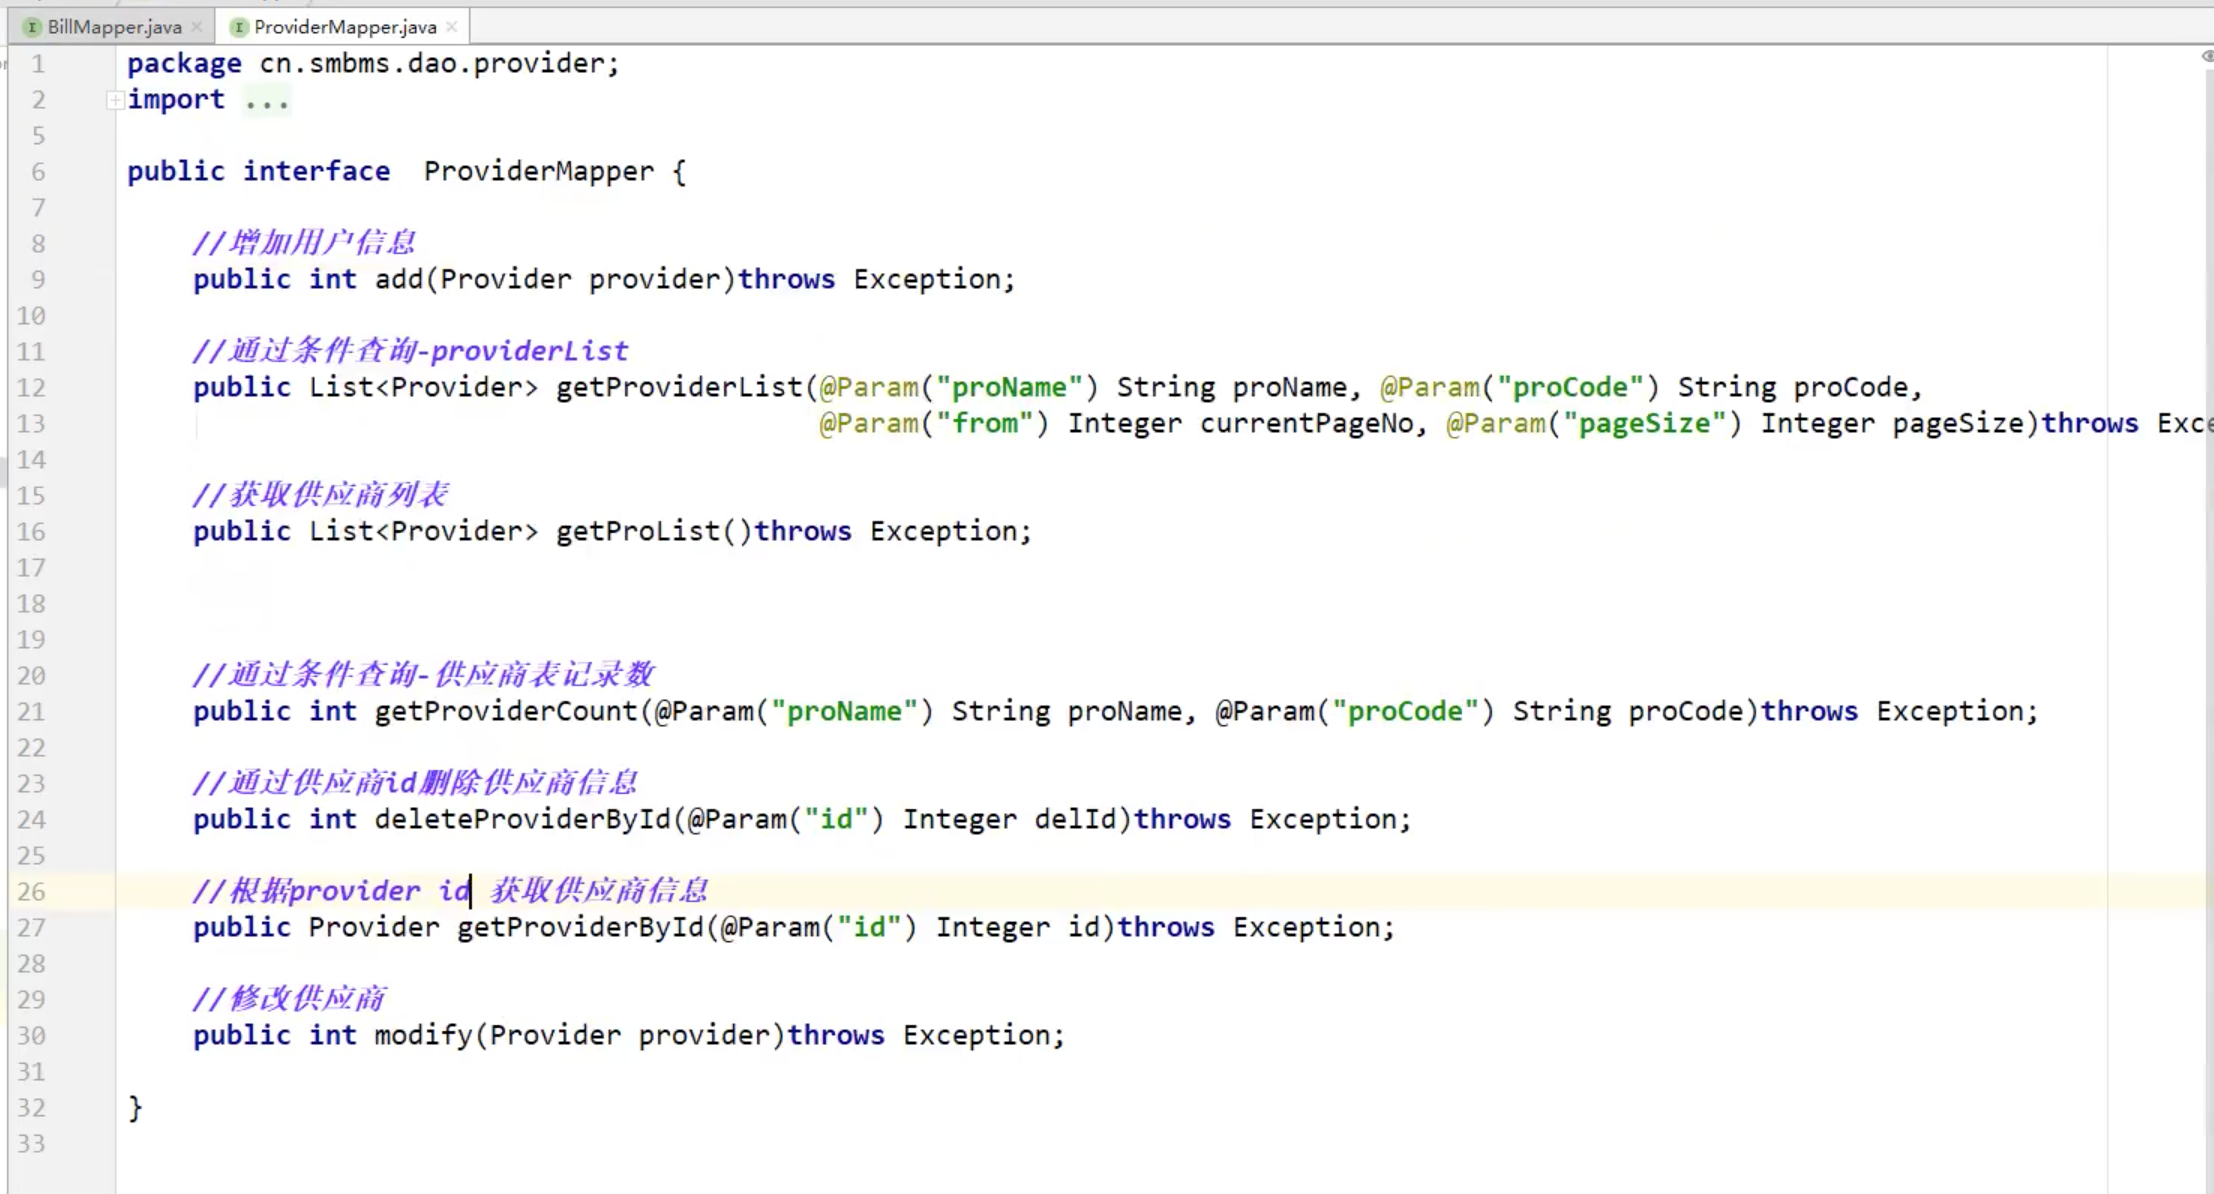 BillMapper.java
ProviderMapper.java
1 package cn.smbms.dao.provider;
2 import ...
5
6 public interface  ProviderMapper {
7
8 //增加用户信息
9 public int add(Provider provider)throws Exception;
10
11 //通过条件查询-providerList
12 public List<Provider> getProviderList(@Param("proName") String proName, @Param("proCode") String proCode,
13 @Param("from") Integer currentPageNo, @Param("pageSize") Integer pageSize)throws Exce
14
15 //获取供应商列表
16 public List<Provider> getProList()throws Exception;
17
18
19
20 //通过条件查询-供应商表记录数
21 public int getProviderCount(@Param("proName") String proName, @Param("proCode") String proCode)throws Exception;
22
23 //通过供应商id删除供应商信息
24 public int deleteProviderById(@Param("id") Integer delId)throws Exception;
25
26 //根据provider id 获取供应商信息
27 public Provider getProviderById(@Param("id") Integer id)throws Exception;
28
29 //修改供应商
30 public int modify(Provider provider)throws Exception;
31
32 }
33